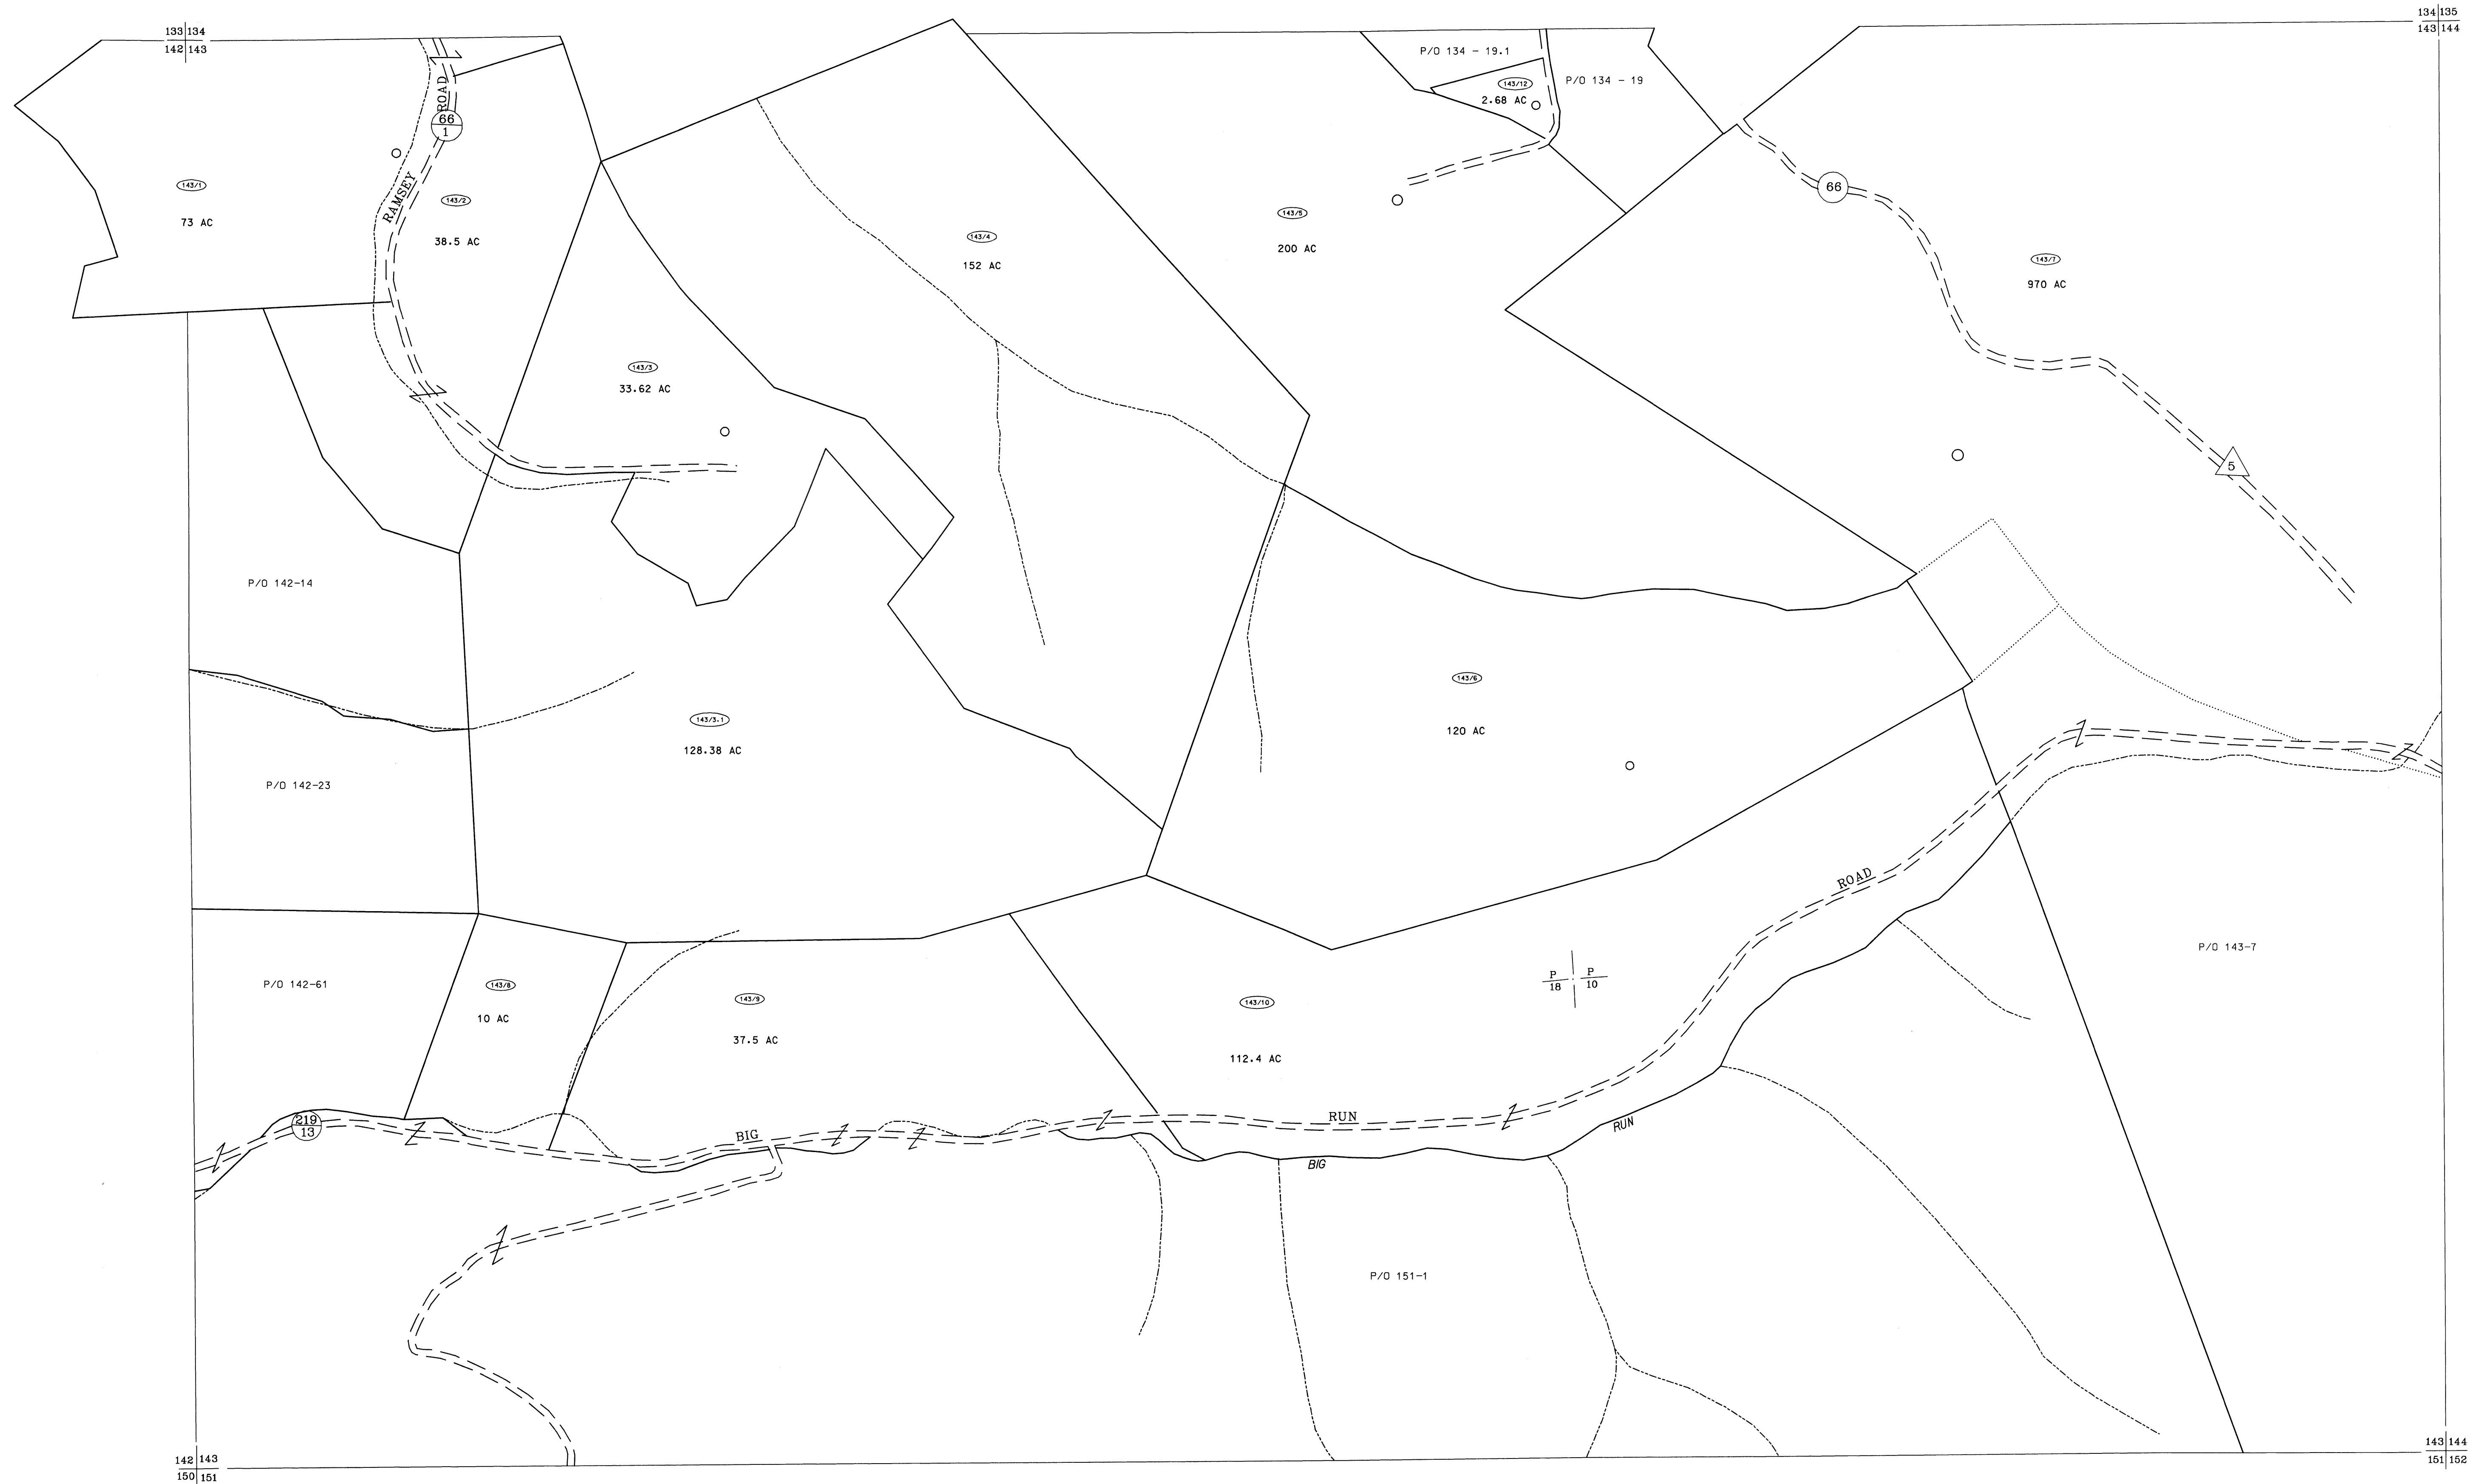 133 134
142 143
134 135
143 144
P/O 134 - 19.1
P/O 134 - 19
143/12
2.68 AC
ROAD
66
1
RAMSEY
143/1
73 AC
143/2
38.5 AC
143/4
152 AC
143/5
200 AC
66
143/7
970 AC
143/3
33.62 AC
5
P/O 142-14
143/6
120 AC
143/3.1
128.38 AC
P/O 142-23
ROAD
P/O 143-7
P/O 142-61
143/8
10 AC
143/9
37.5 AC
143/10
112.4 AC
P P
18 10
219
13
BIG
RUN
RUN
BIG
P/O 151-1
142 143
150 151
143 144
151 152